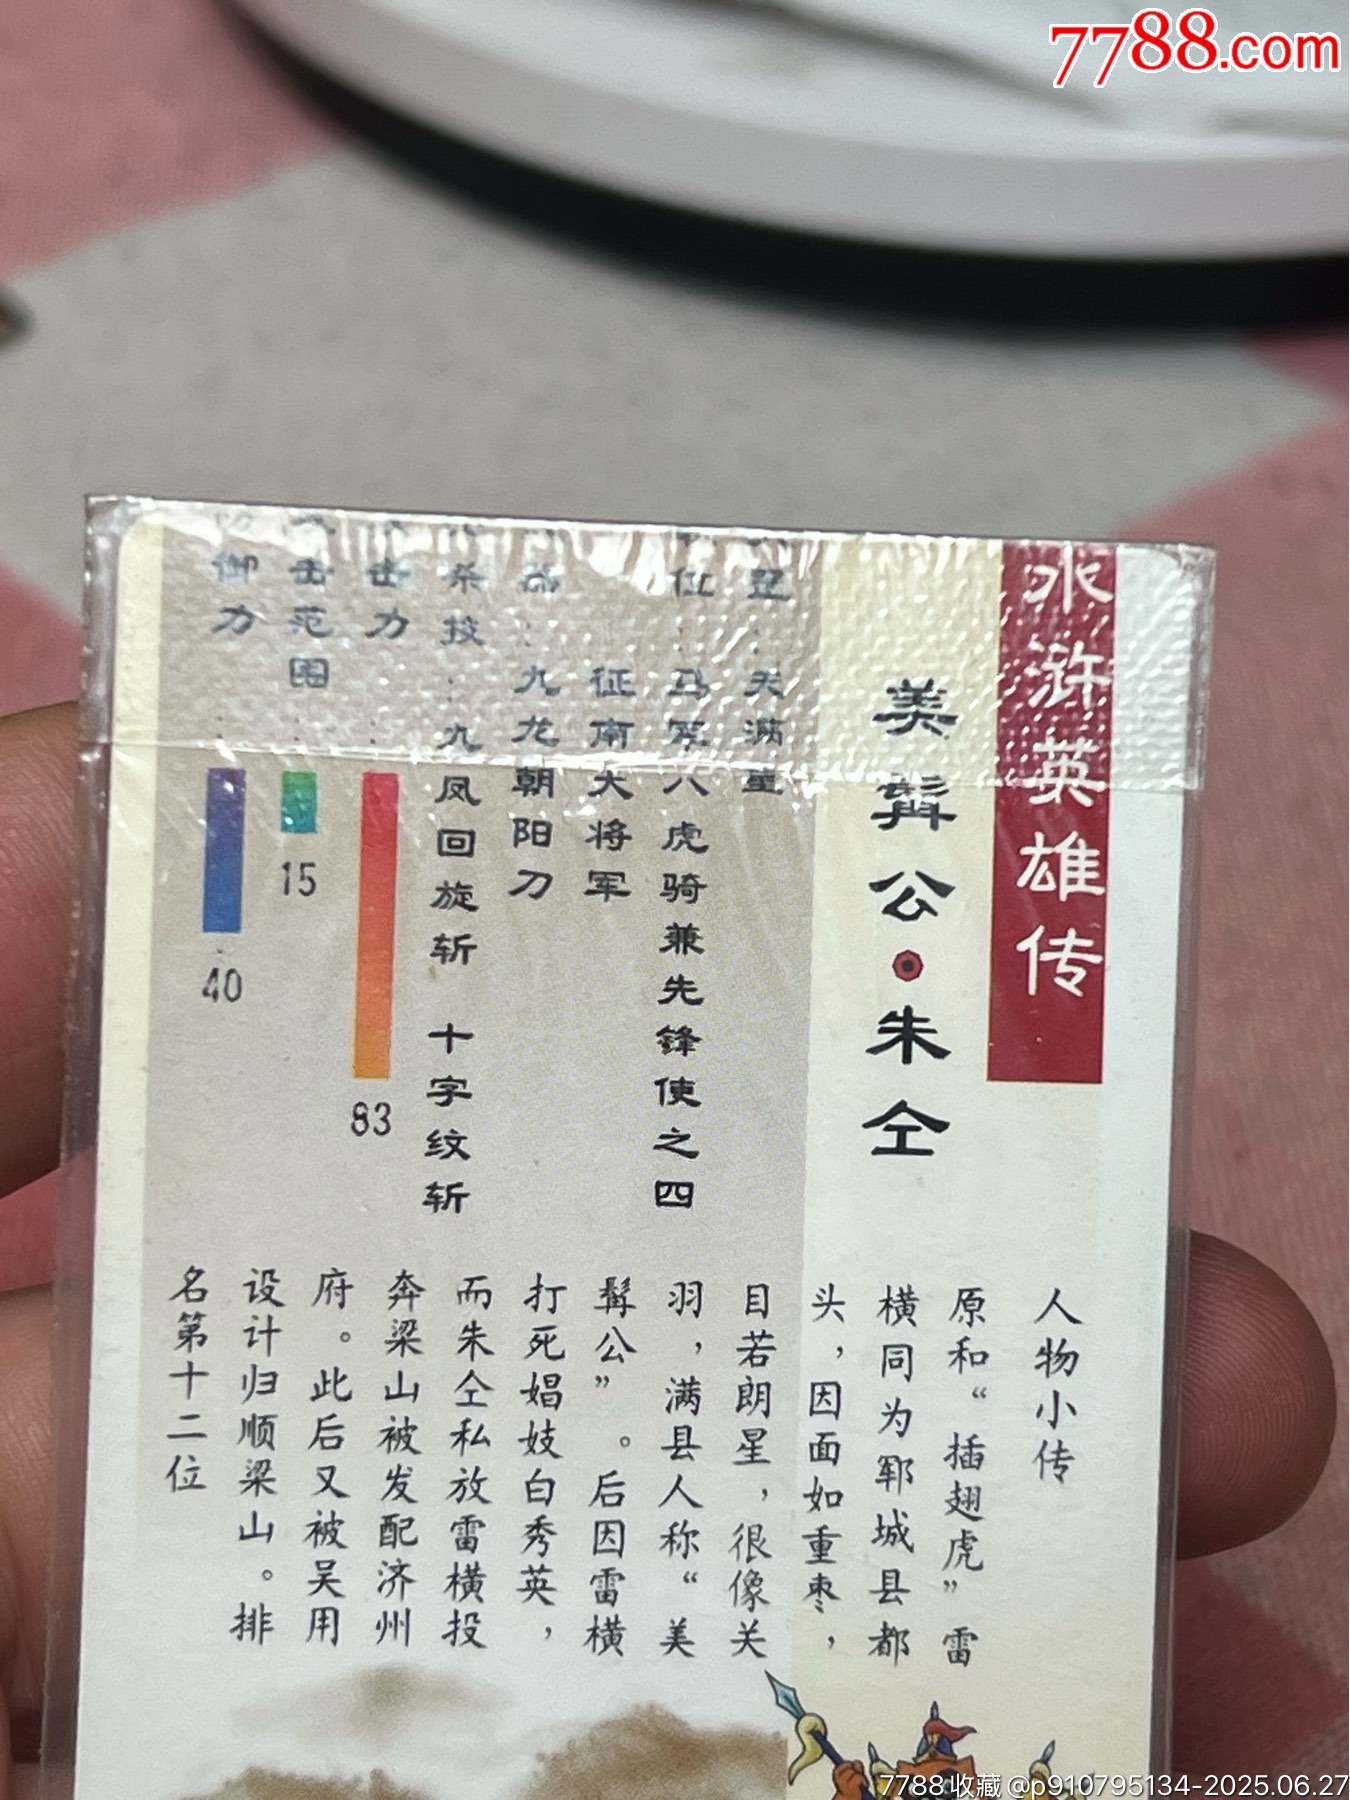 7788.com
水浒英雄传
美髯公·朱仝
星：天满星
位：马军八虎骑兼先锋使之四
征南大将军
器：九龙朝阳刀
杀技：九凤回旋斩 十字纹斩
击力：83
击范围：15
御力：40
人物小传
原和“插翅虎”雷
横同为郓城县都
头，因面如重枣，
目若朗星，很像关
羽，满县人称“美
髯公”。后因雷横
打死娼妓白秀英，
而朱仝私放雷横投
奔梁山被发配济州
府。此后又被吴用
设计归顺梁山。排
名第十二位
7788收藏@p910795134-2025.06.27